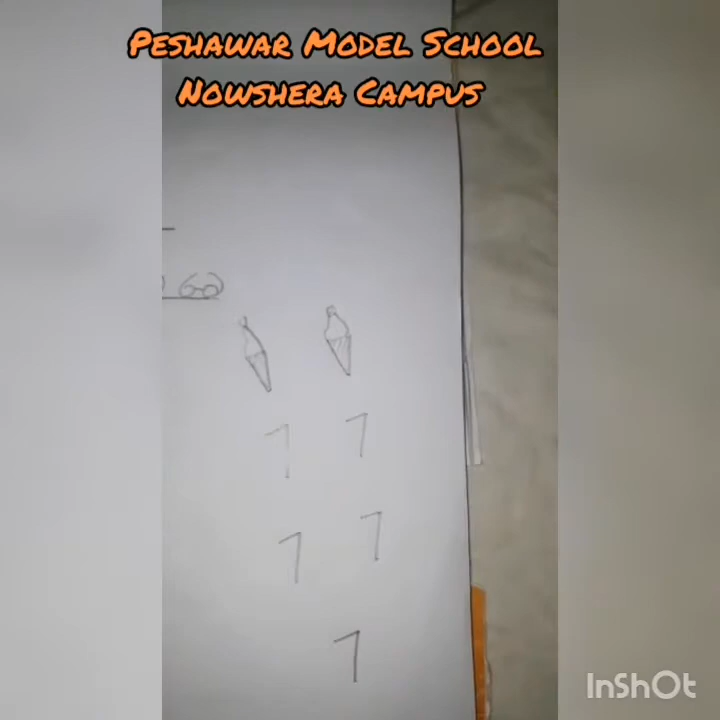 PESHAWAR MODEL SCHOOL
NOWSHERA CAMPUS
7 7
7 7
7
InShOt